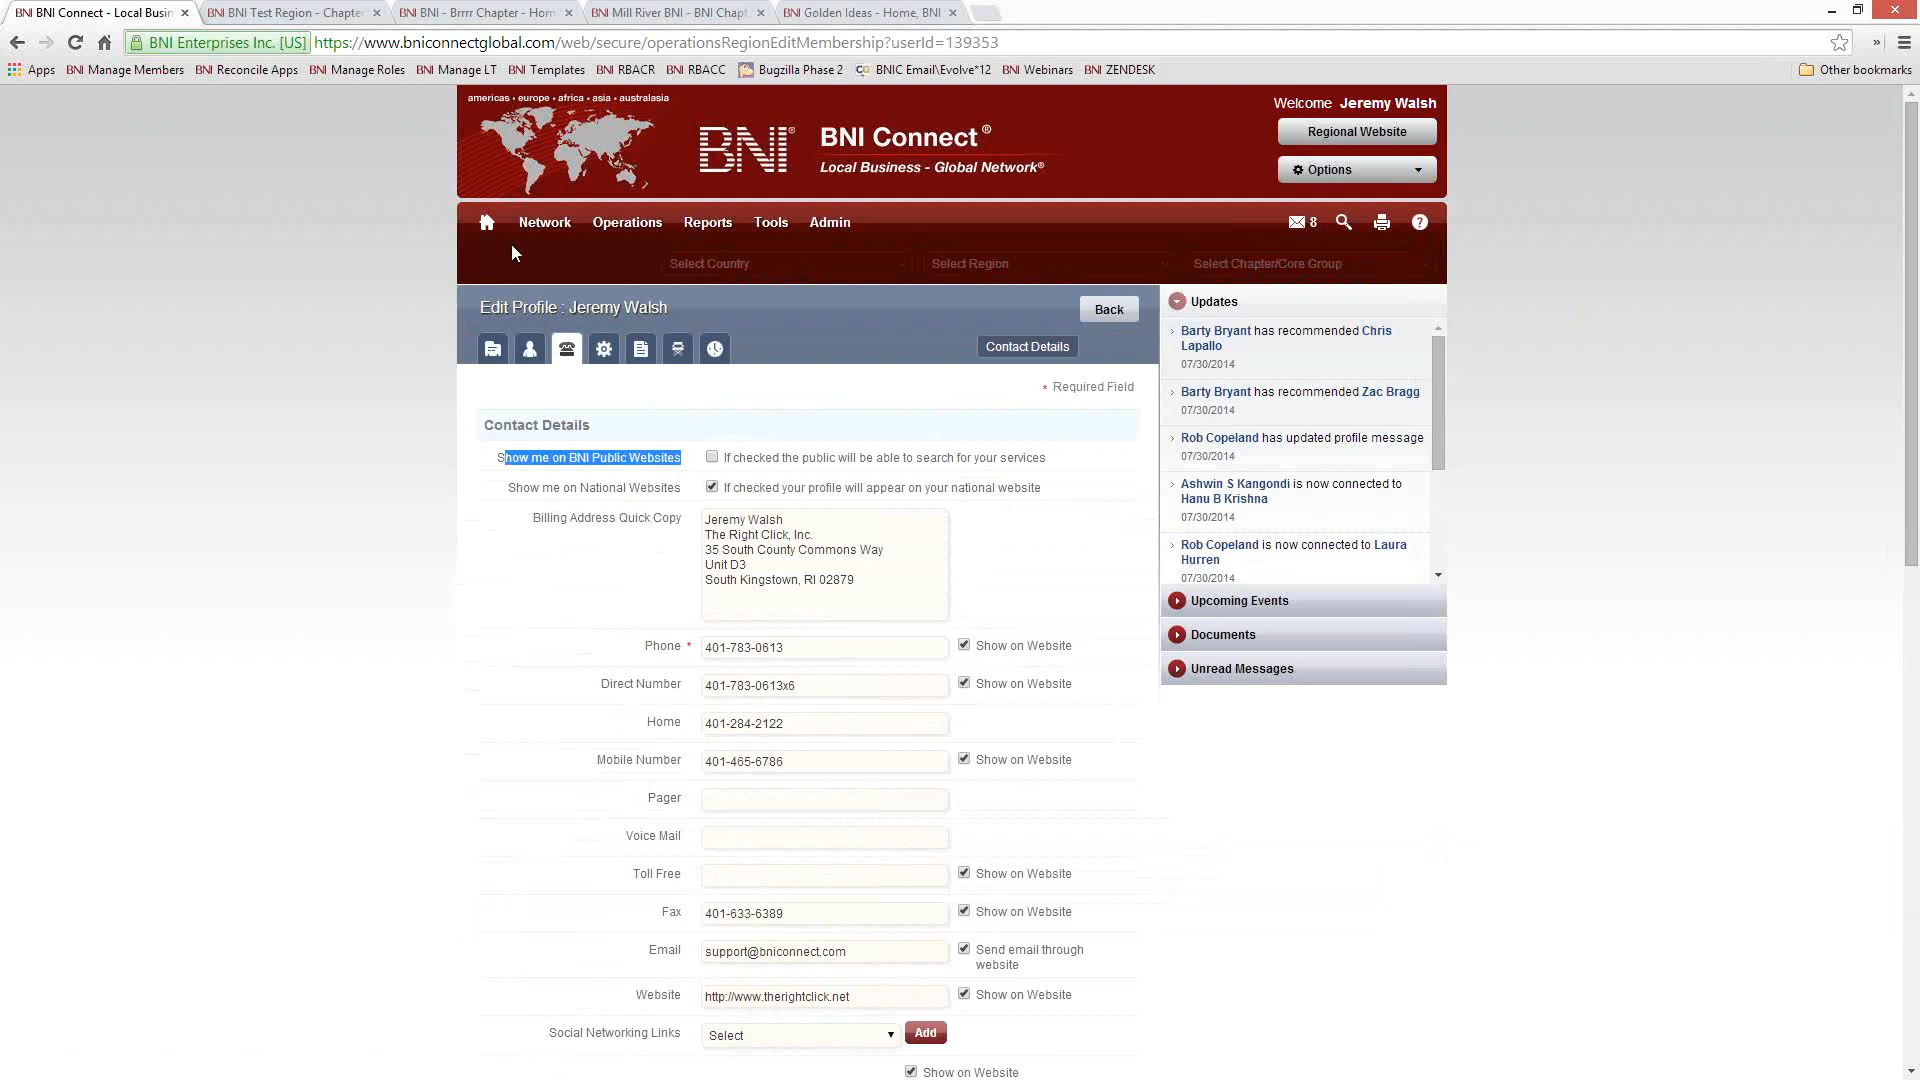 BNI BNI Connect - Local Busin
BNI BNI Test Region - Chapter
BNI BNI - Brrrr Chapter - Hom
BNI Mill River BNI - BNI Chapt
BNI Golden Ideas - Home, BNI
BNI Enterprises Inc. [US] https://www.bniconnectglobal.com/web/secure/operationsRegionEditMembership?userId=139353
Apps BNI Manage Members BNI Reconcile Apps BNI Manage Roles BNI Manage LT BNI Templates BNI RBACR BNI RBACC Bugzilla Phase 2 BNIC Email\Evolve*12 BNI Webinars BNI ZENDESK Other bookmarks
americas • europe • africa • asia • australasia
BNI®
BNI Connect®
Local Business - Global Network®
Welcome Jeremy Walsh
Regional Website
Options
Network Operations Reports Tools Admin 8 ?
Select Country Select Region Select Chapter/Core Group
Edit Profile : Jeremy Walsh
Back
Contact Details
* Required Field
Contact Details
Show me on BNI Public Websites If checked the public will be able to search for your services
Show me on National Websites If checked your profile will appear on your national website
Billing Address Quick Copy
Jeremy Walsh
The Right Click, Inc.
35 South County Commons Way
Unit D3
South Kingstown, RI 02879
Phone * 401-783-0613 Show on Website
Direct Number 401-783-0613x6 Show on Website
Home 401-284-2122
Mobile Number 401-465-6786 Show on Website
Pager
Voice Mail
Toll Free Show on Website
Fax 401-633-6389 Show on Website
Email support@bniconnect.com Send email through
website
Website http://www.therightclick.net Show on Website
Social Networking Links Select Add
Show on Website
Updates
Barty Bryant has recommended Chris
Lapallo
07/30/2014
Barty Bryant has recommended Zac Bragg
07/30/2014
Rob Copeland has updated profile message
07/30/2014
Ashwin S Kangondi is now connected to
Hanu B Krishna
07/30/2014
Rob Copeland is now connected to Laura
Hurren
07/30/2014
Upcoming Events
Documents
Unread Messages